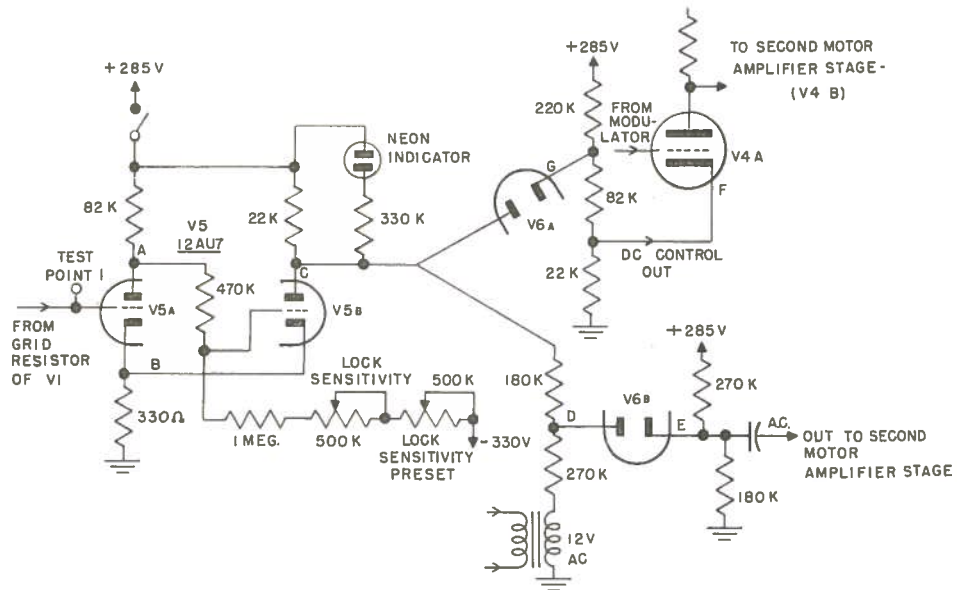 +285V
82K
A
TEST
POINT 1
V5A
FROM
GRID
RESISTOR
OF V1
B
330Ω
V5
12AU7
470K
22K
C
V5B
NEON
INDICATOR
330K
LOCK
SENSITIVITY
1 MEG.
500K
500K
LOCK
SENSITIVITY
PRESET
-330V
V6A
G
+285V
220K
FROM
MODU-
LATOR
82K
22K
DC CONTROL
OUT
V4A
F
TO SECOND MOTOR
AMPLIFIER STAGE-
(V4 B)
180K
D
270K
12V
AC
V6B
E
+285V
270K
180K
A.C.
OUT TO SECOND
MOTOR
AMPLIFIER STAGE